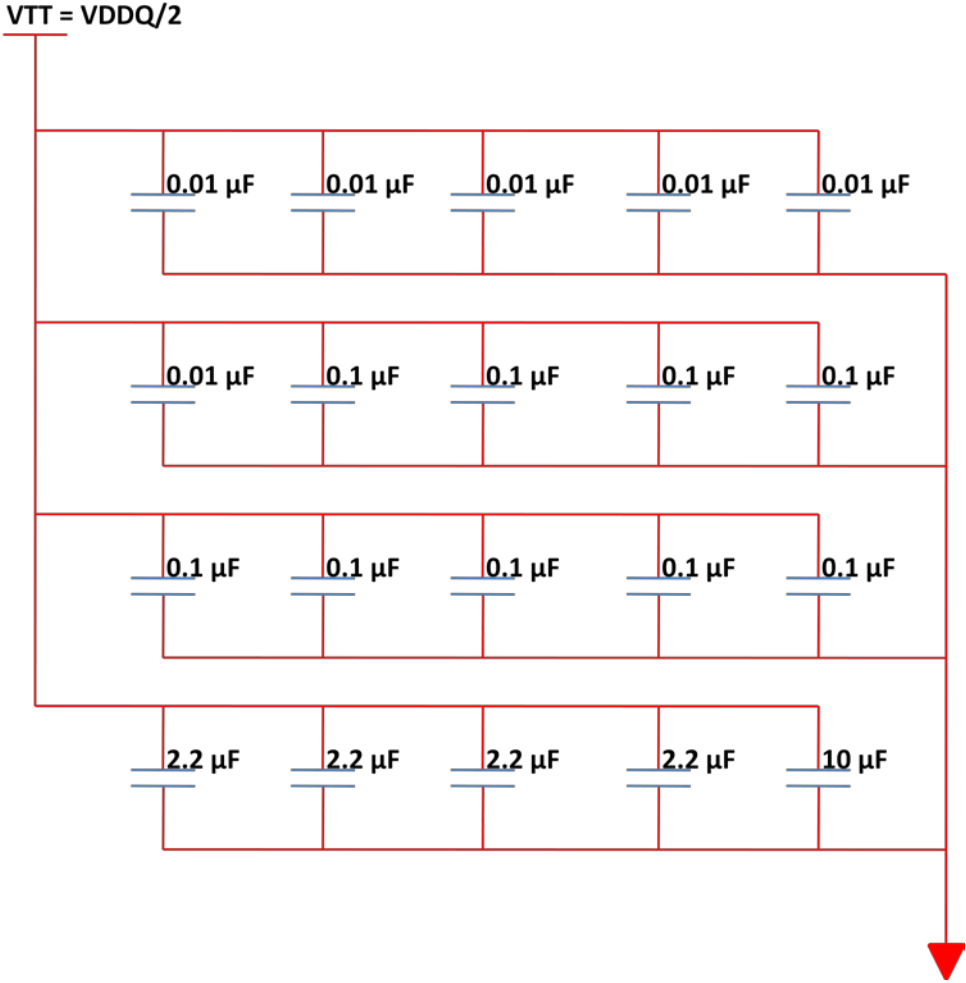 VTT = VDDQ/2
0.01 µF 0.01 µF 0.01 µF 0.01 µF 0.01 µF
0.01 µF 0.1 µF 0.1 µF 0.1 µF 0.1 µF
0.1 µF 0.1 µF 0.1 µF 0.1 µF 0.1 µF
2.2 µF 2.2 µF 2.2 µF 2.2 µF 10 µF